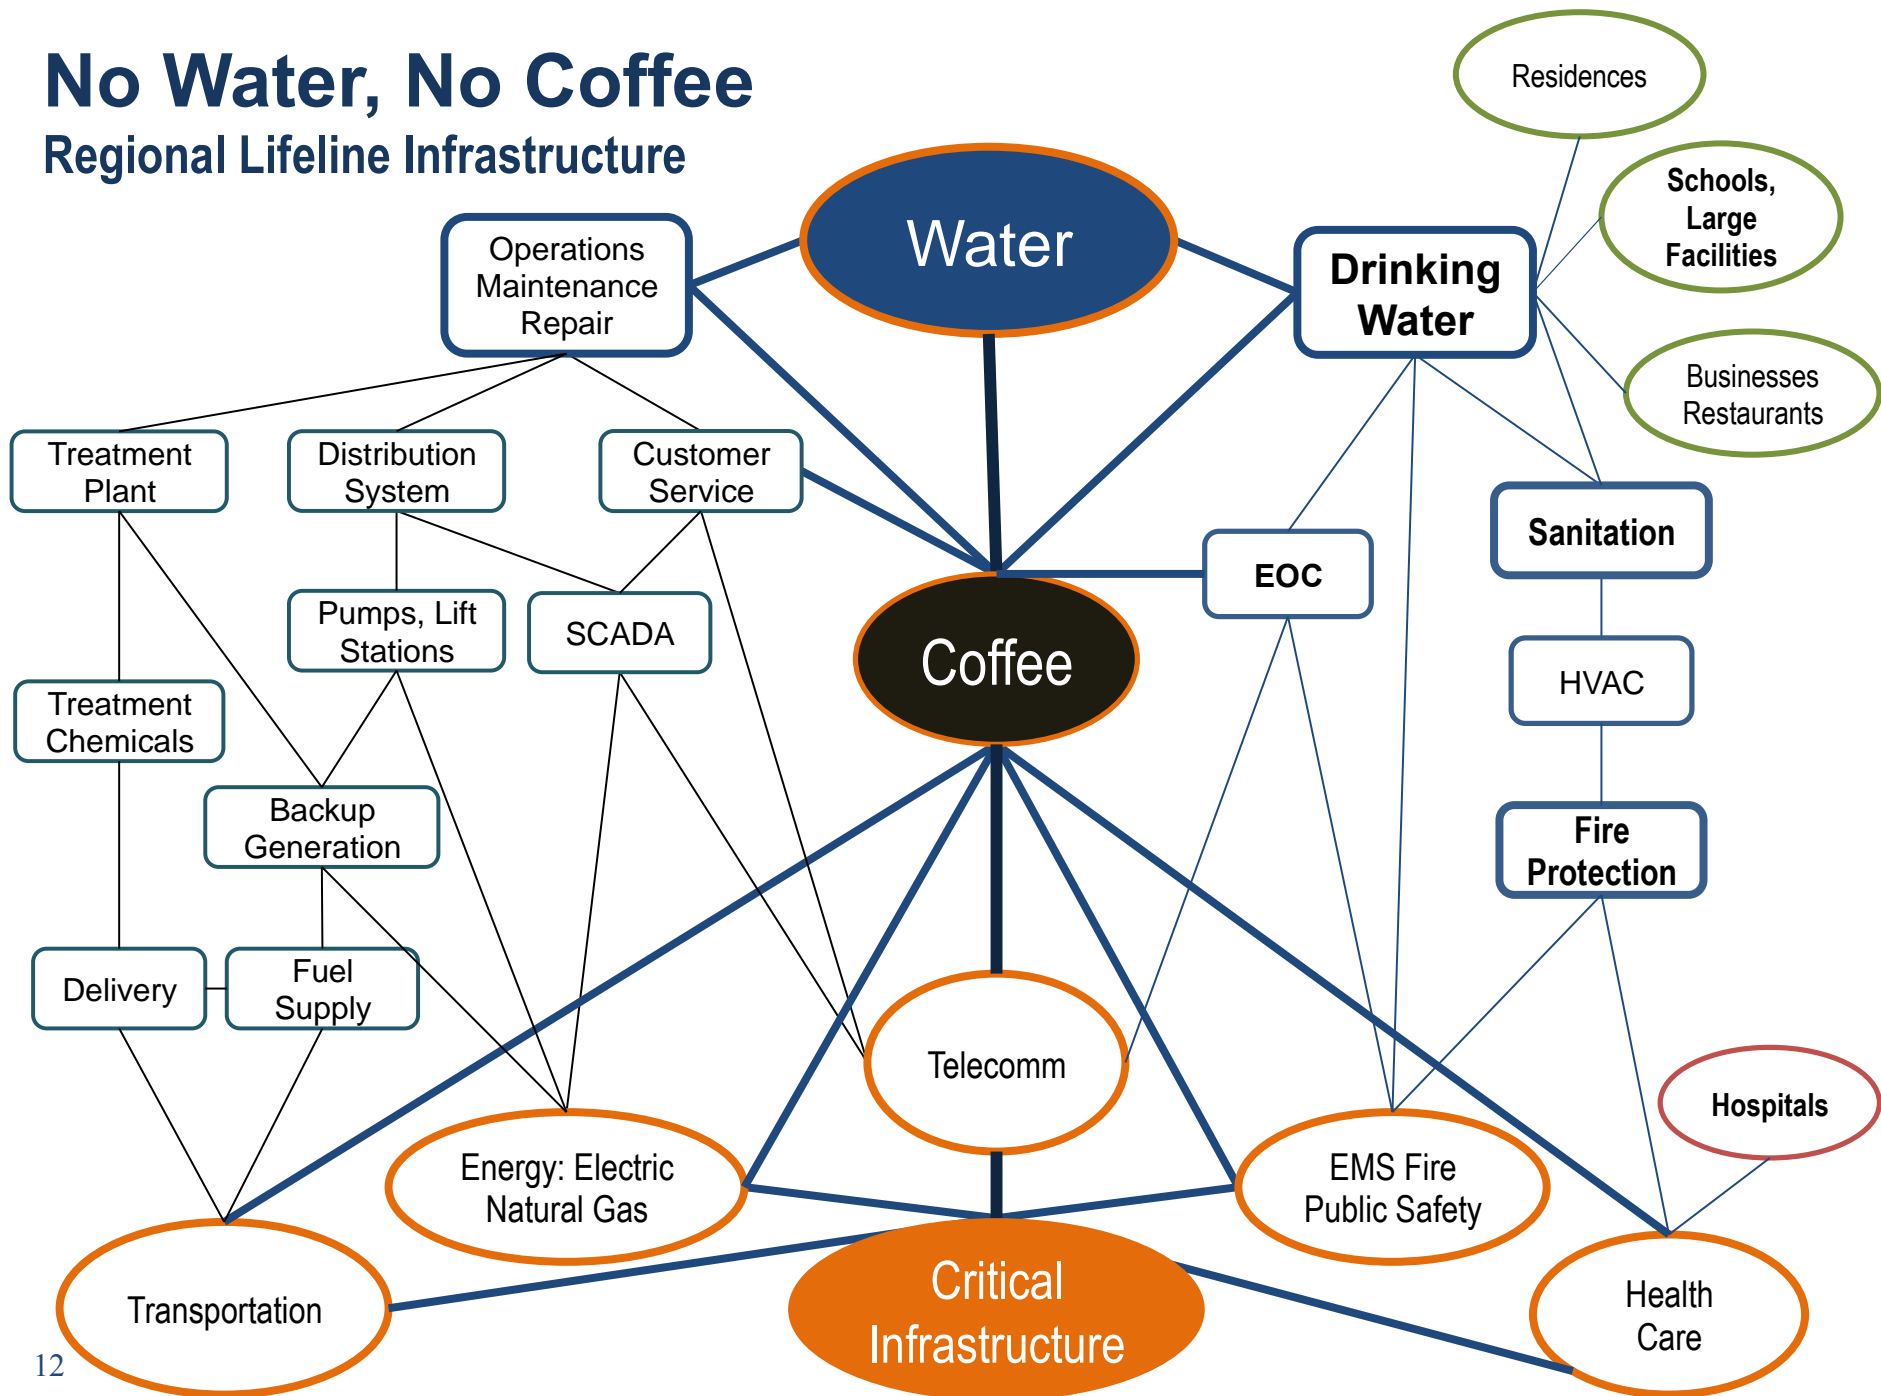 No Water, No Coffee
Regional Lifeline Infrastructure
Residences
Schools,
Large
Facilities
Water
Operations
Maintenance
Repair
Drinking
Water
Businesses
Restaurants
Treatment
Plant
Distribution
System
Customer
Service
Sanitation
EOC
Pumps, Lift
Stations
SCADA
Coffee
HVAC
Treatment
Chemicals
Backup
Generation
Fire
Protection
Delivery
Fuel
Supply
Telecomm
Hospitals
Energy: Electric
Natural Gas
EMS Fire
Public Safety
Transportation
Critical
Infrastructure
Health
Care
12